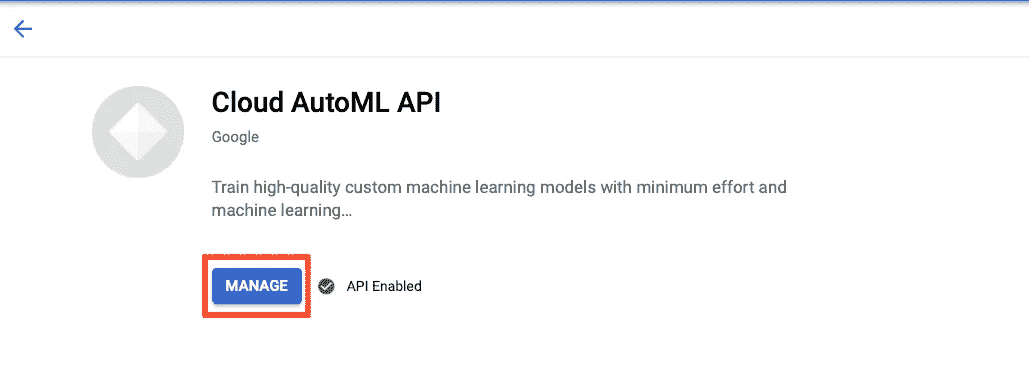 Cloud AutoML API
Google
Train high-quality custom machine learning models with minimum effort and
machine learning…
MANAGE
API Enabled